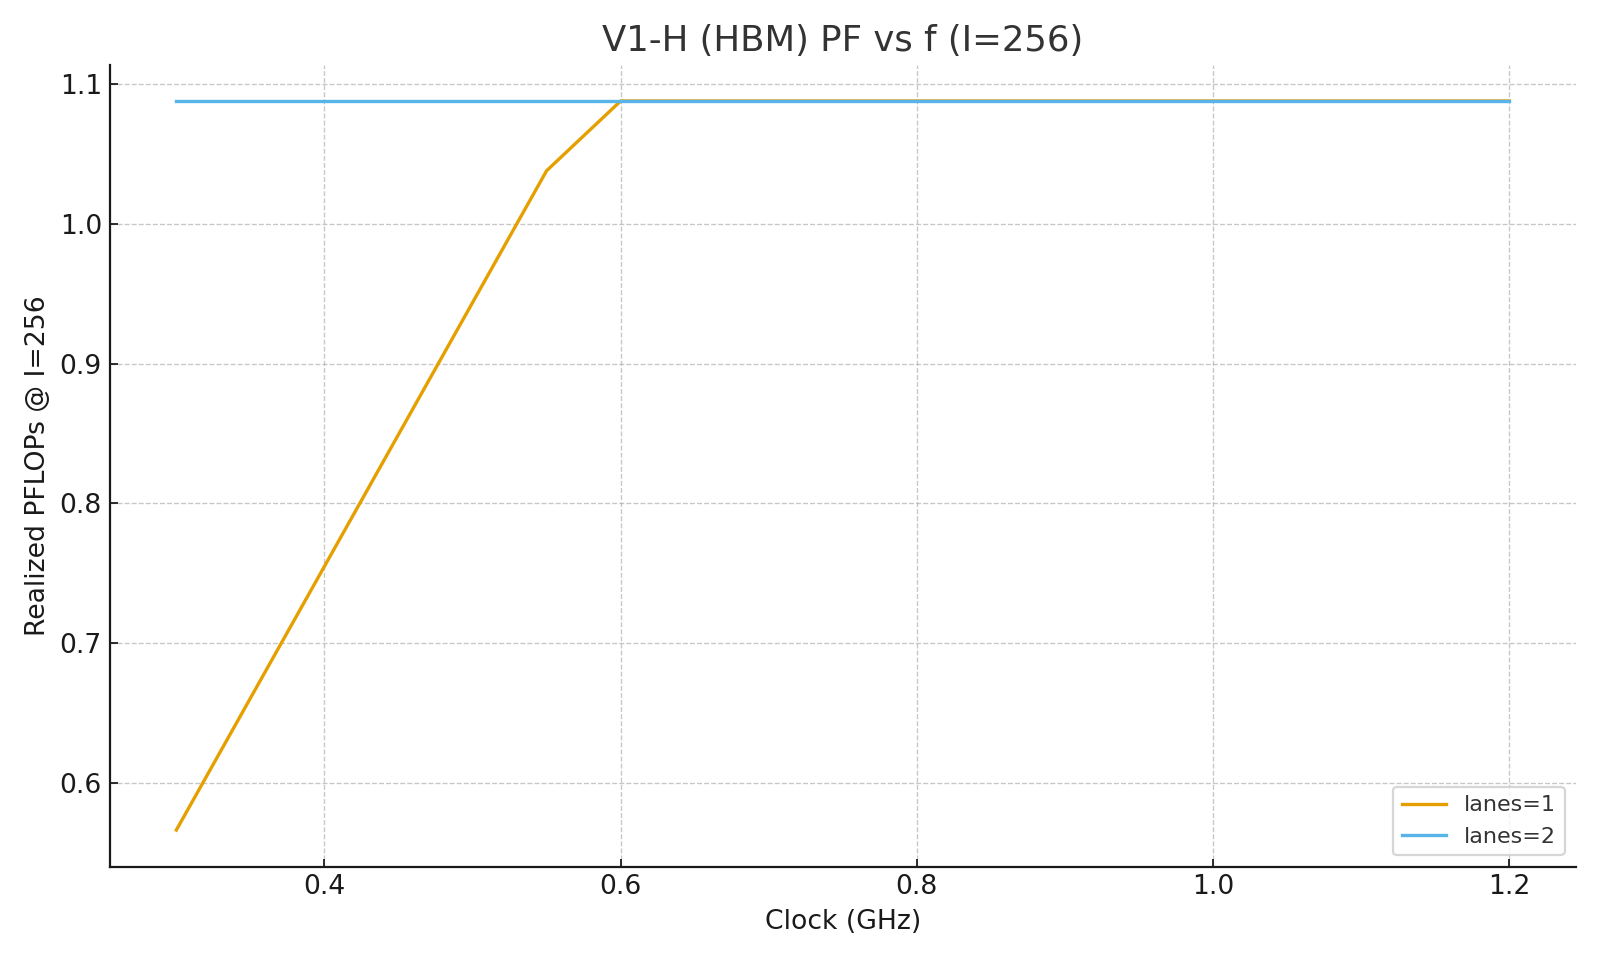 V1-H (HBM) PF vs f (I=256)
Realized PFLOPs @ I=256
1.1
1.0
0.9
0.8
0.7
0.6
0.4
0.6
0.8
1.0
1.2
Clock (GHz)
lanes=1
lanes=2